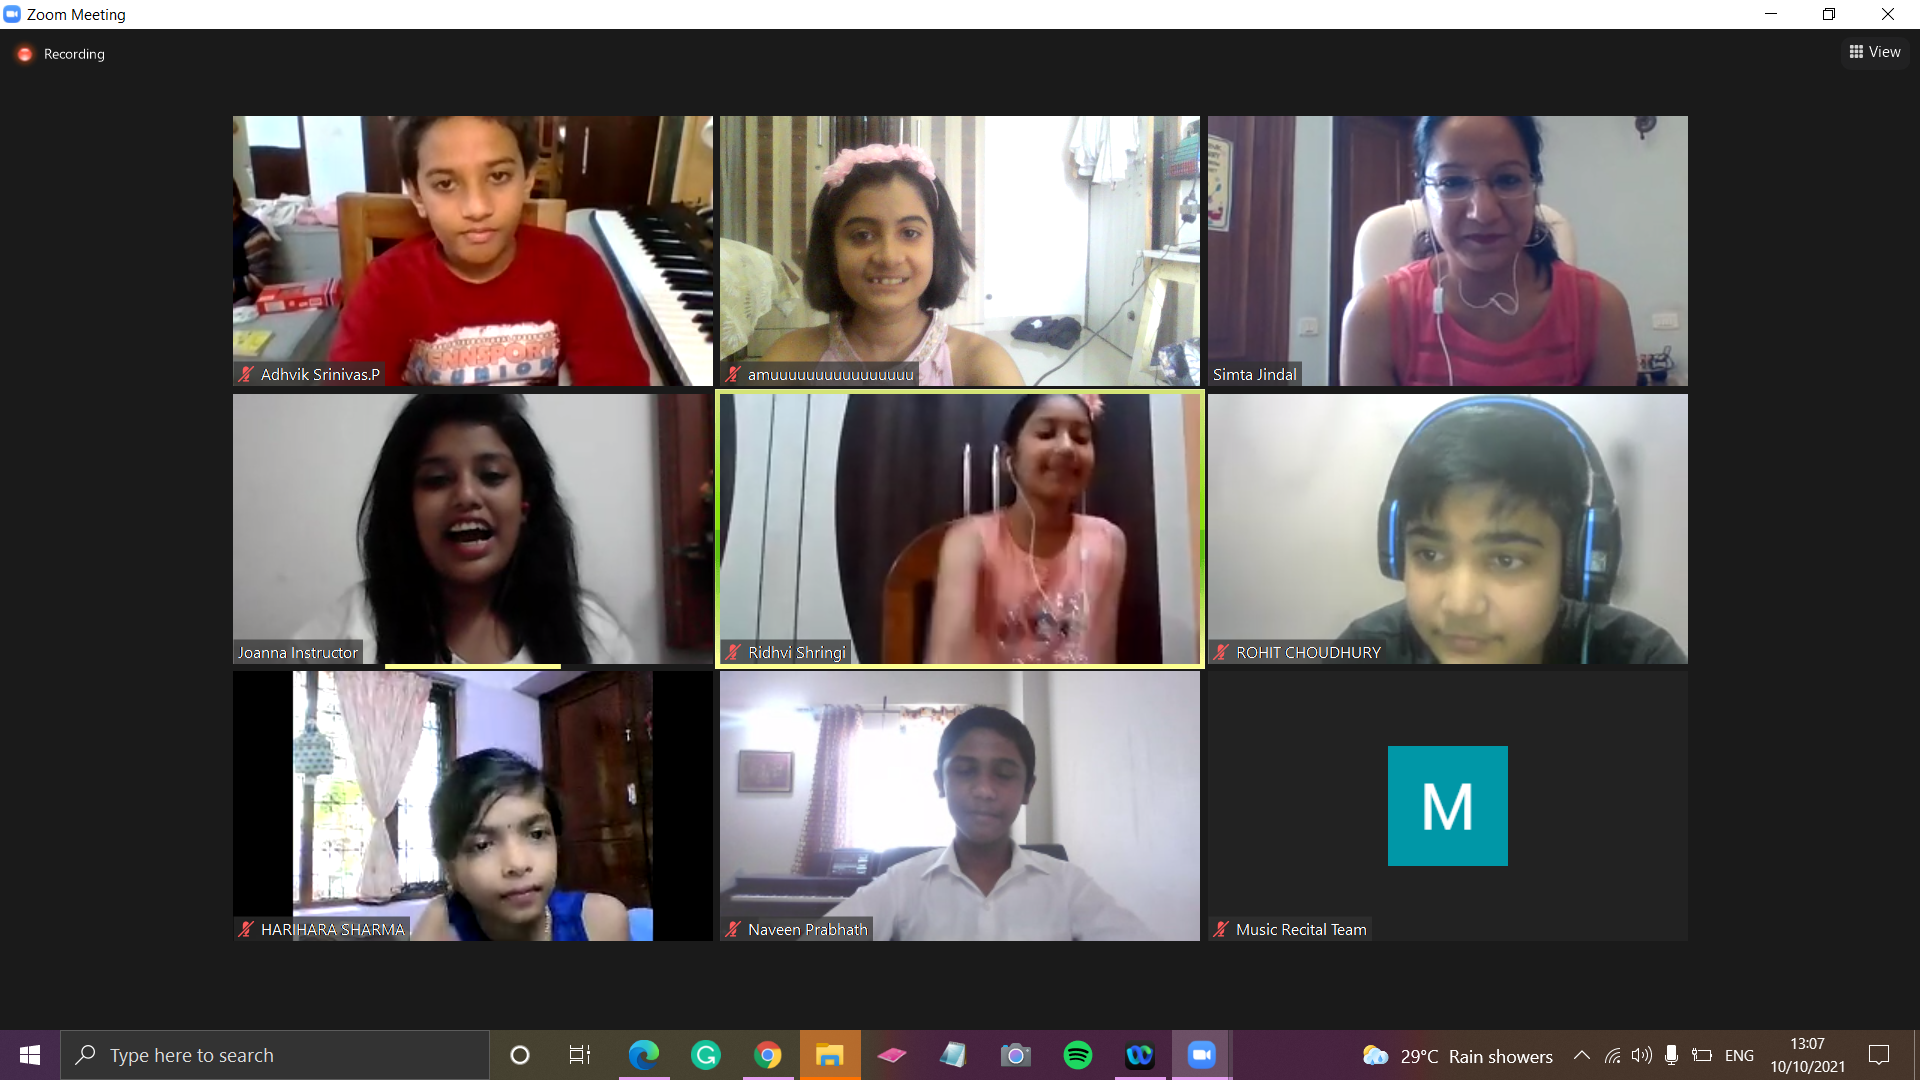 Zoom Meeting
Recording
View
Adhvik Srinivas.P
amuuuuuuuuuuuuuuuu
Simta Jindal
Joanna Instructor
Ridhvi Shringi
ROHIT CHOUDHURY
HARIHARA SHARMA
Naveen Prabhath
M
Music Recital Team
Type here to search
29°C Rain showers
ENG
13:07
10/10/2021